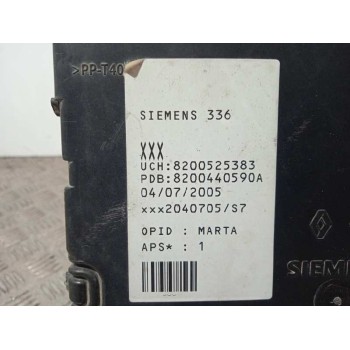 >PP-T40
SIEMENS 336
XXX
UCH:8200525383
PDB:8200440590A
04/07/2005
xxx2040705/S7
OPID : MARTA
APS* : 1
SIEM